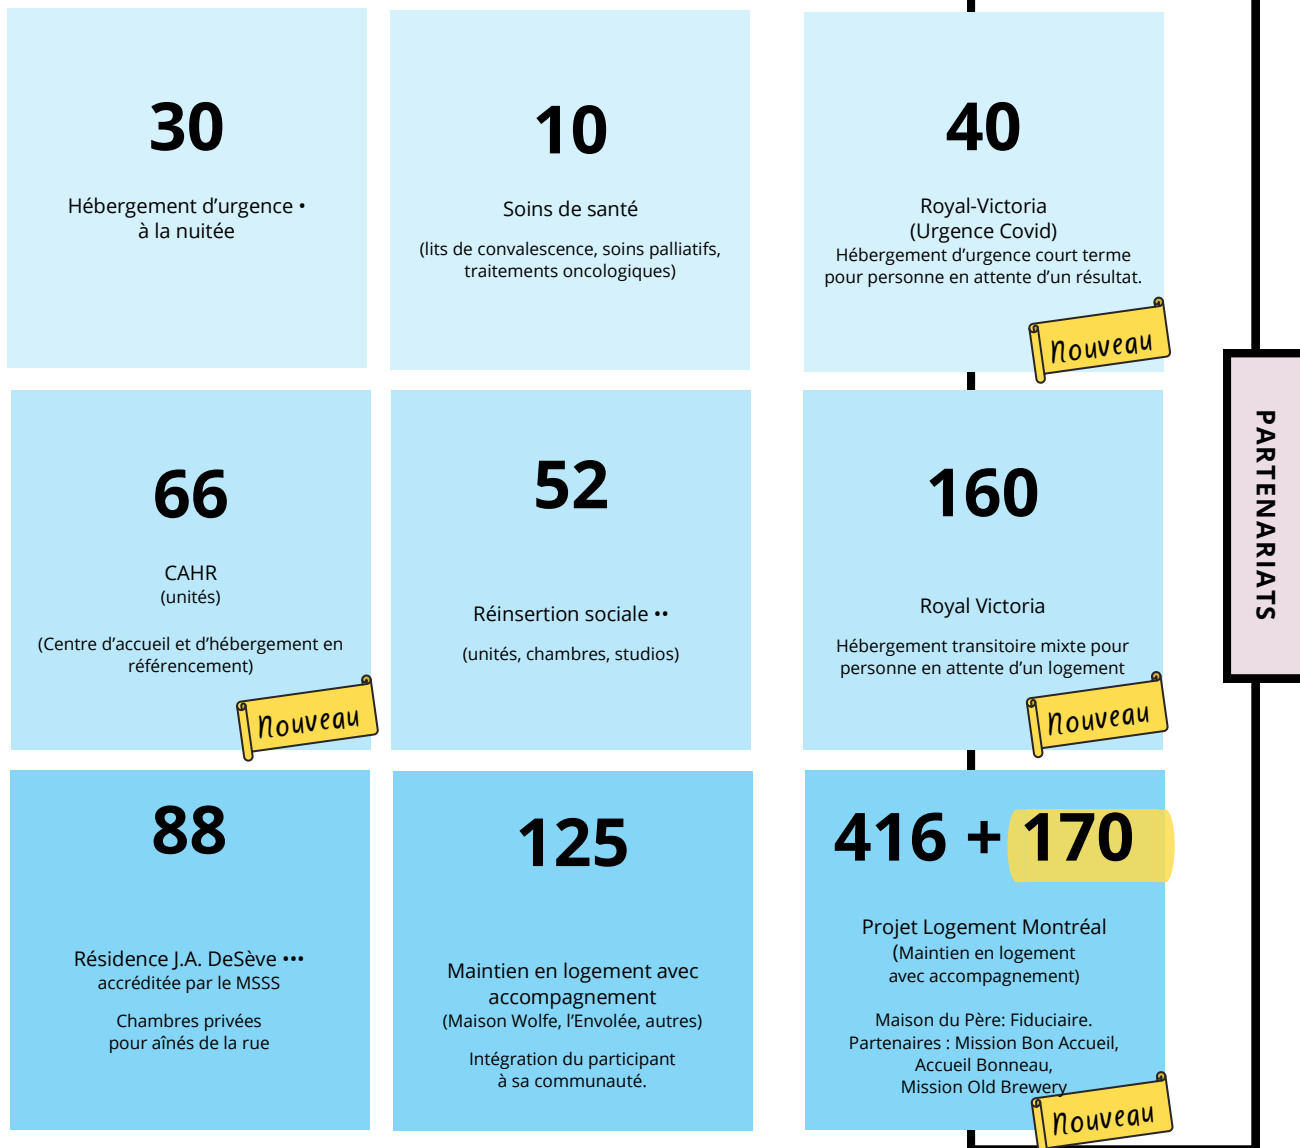 30
Hébergement d’urgence •
à la nuitée
10
Soins de santé
(lits de convalescence, soins palliatifs,
traitements oncologiques)
40
Royal-Victoria
(Urgence Covid)
Hébergement d’urgence court terme
pour personne en attente d’un résultat.
Nouveau
66
CAHR
(unités)
(Centre d’accueil et d’hébergement en
référencement)
Nouveau
52
Réinsertion sociale ••
(unités, chambres, studios)
160
Royal Victoria
Hébergement transitoire mixte pour
personne en attente d’un logement
Nouveau
88
Résidence J.A. DeSève •••
accréditée par le MSSS
Chambres privées
pour aînés de la rue
125
Maintien en logement avec
accompagnement
(Maison Wolfe, l’Envolée, autres)
Intégration du participant
à sa communauté.
416 + 170
Projet Logement Montréal
(Maintien en logement
avec accompagnement)
Maison du Père: Fiduciaire.
Partenaires : Mission Bon Accueil,
Accueil Bonneau,
Mission Old Brewery
Nouveau
PARTENARIATS